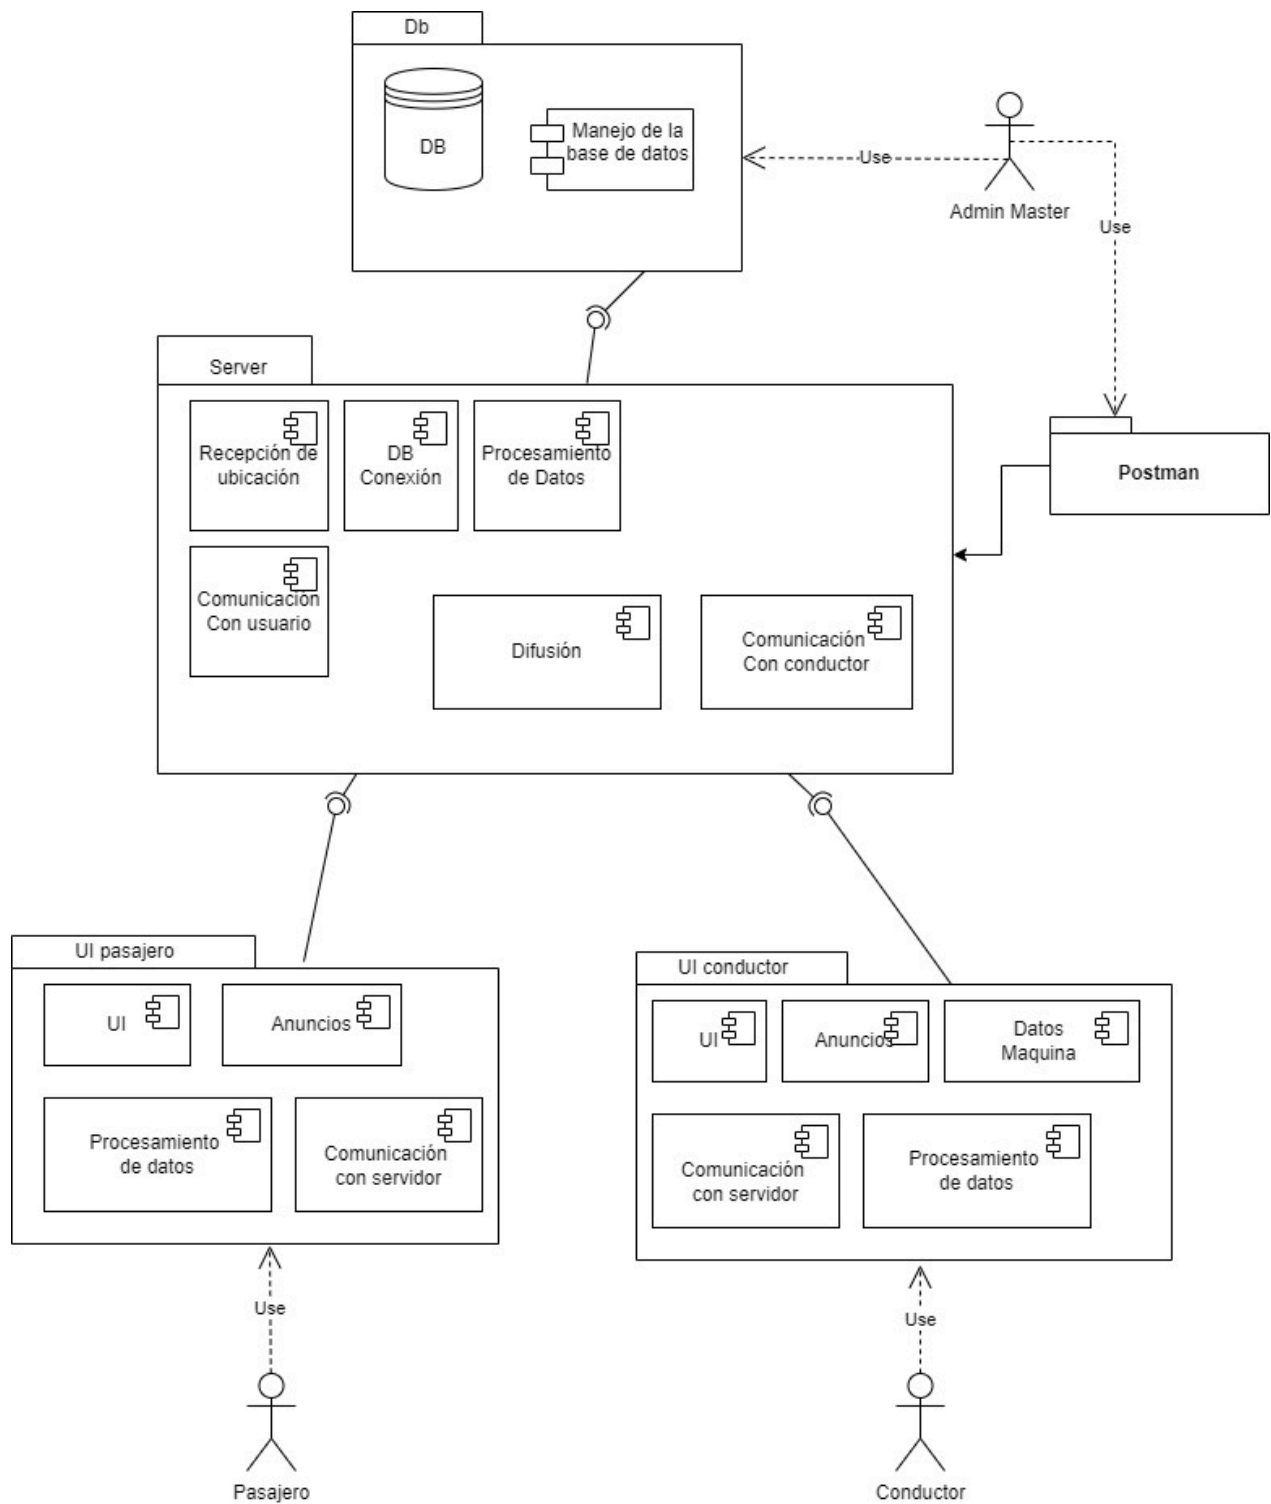 Db
DB
Manejo de la
base de datos
Use
Admin Master
Use
Server
Recepción de
ubicación
DB
Conexión
Procesamiento
de Datos
Postman
Comunicación
Con usuario
Difusión
Comunicación
Con conductor
UI pasajero
UI
Anuncios
Procesamiento
de datos
Comunicación
con servidor
UI conductor
UI
Anuncios
Datos
Maquina
Comunicación
con servidor
Procesamiento
de datos
Use
Use
Pasajero
Conductor